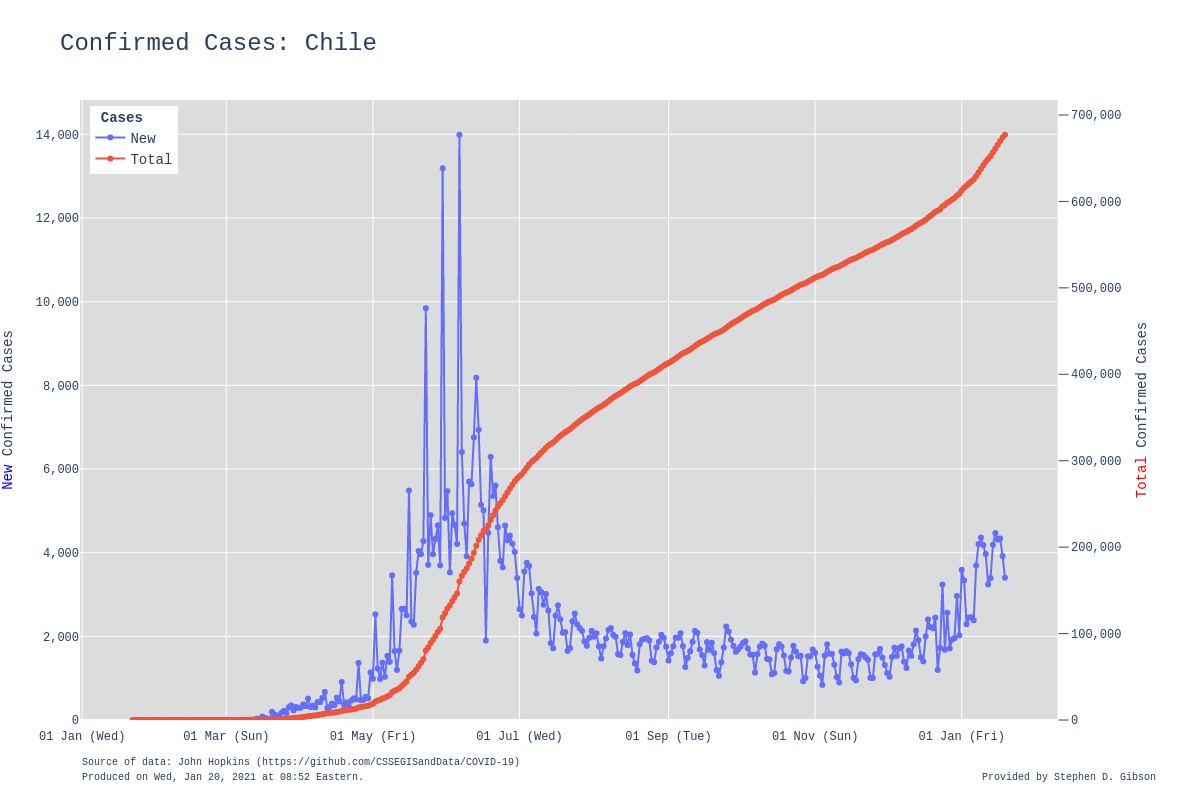 Confirmed Cases: Chile
Cases
New
Total
14,000
12,000
10,000
8,000
6,000
4,000
2,000
0
New Confirmed Cases
700,000
600,000
500,000
400,000
300,000
200,000
100,000
0
Total Confirmed Cases
01 Jan (Wed) 01 Mar (Sun) 01 May (Fri) 01 Jul (Wed) 01 Sep (Tue) 01 Nov (Sun) 01 Jan (Fri)
Source of data: John Hopkins (https://github.com/CSSEGISandData/COVID-19)
Produced on Wed, Jan 20, 2021 at 08:52 Eastern.
Provided by Stephen D. Gibson